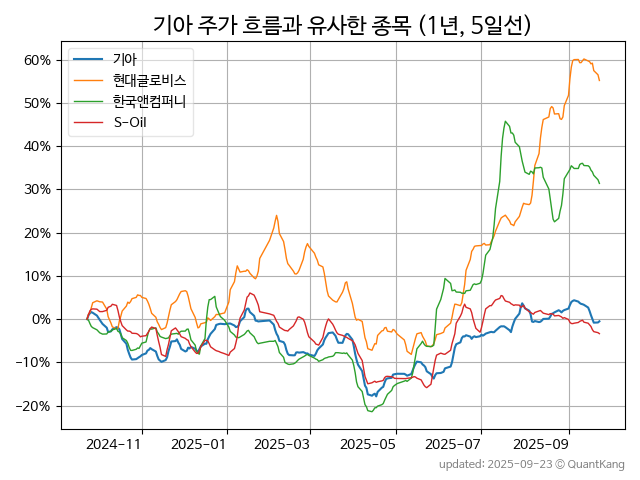 기아 주가 흐름과 유사한 종목 (1년, 5일선)
기아
현대글로비스
한국앤컴퍼니
S-Oil
60%
50%
40%
30%
20%
10%
0%
−10%
−20%
2024-11 2025-01 2025-03 2025-05 2025-07 2025-09
updated: 2025-09-23 © QuantKang